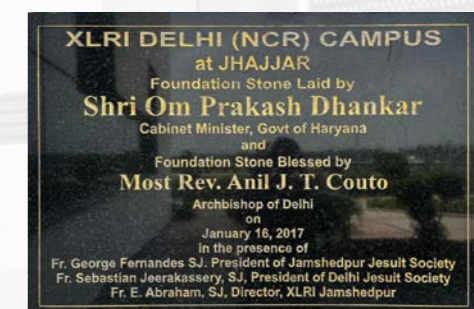 XLRI DELHI (NCR) CAMPUS
at JHAJJAR
Foundation Stone Laid by
Shri Om Prakash Dhankar
Cabinet Minister, Govt of Haryana
and
Foundation Stone Blessed by
Most Rev. Anil J. T. Couto
Archbishop of Delhi
on
January 16, 2017
In the presence of
Fr. George Fernandes SJ. President of Jamshedpur Jesuit Society
Fr. Sebastian Jeerakassery, SJ, President of Delhi Jesuit Society
Fr. E. Abraham, SJ, Director, XLRI Jamshedpur